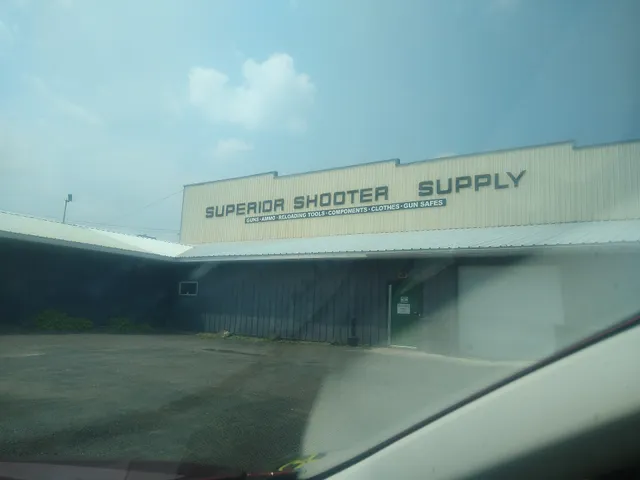 SUPERIOR SHOOTER SUPPLY
GUNS · AMMO · RELOADING TOOLS · COMPONENTS · CLOTHES · GUN SAFES